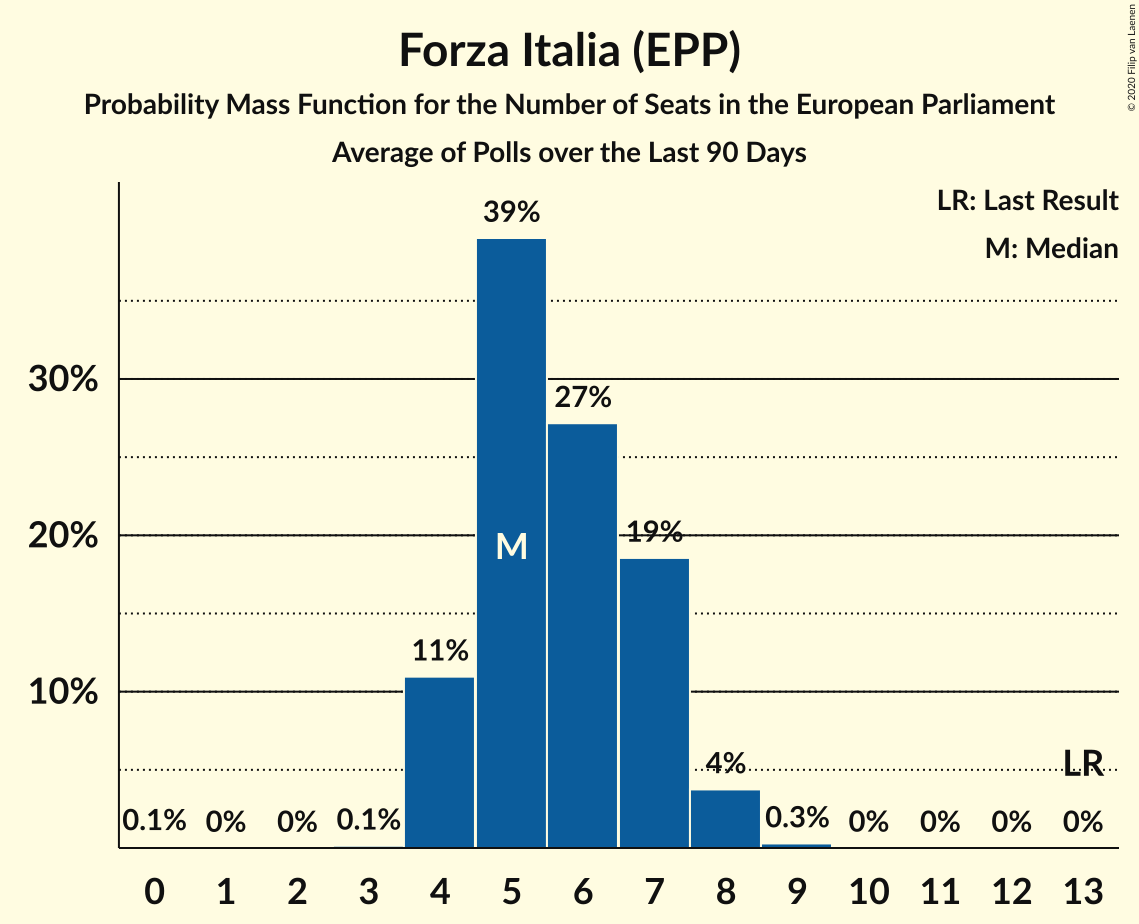 Forza Italia (EPP)
Probability Mass Function for the Number of Seats in the European Parliament
Average of Polls over the Last 90 Days
© 2020 Filip van Laenen
LR: Last Result
M: Median
39%
30%
27%
20%
19%
M
11%
10%
4%
LR
0.1% 0% 0% 0.1% 0.3% 0% 0% 0% 0%
0 1 2 3 4 5 6 7 8 9 10 11 12 13